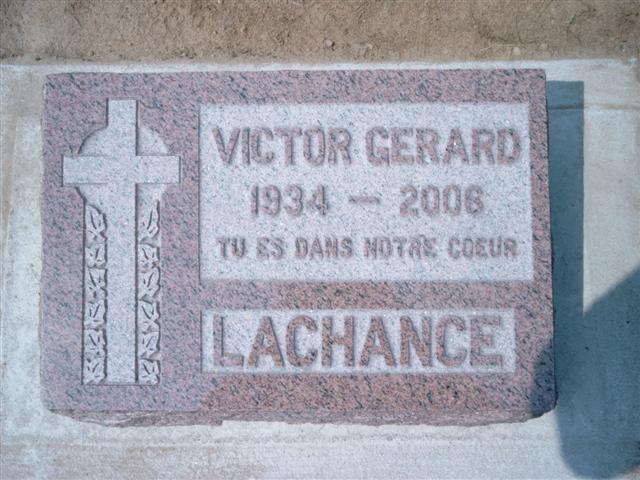 VICTOR GERARD
1934 — 2006
TU ES DANS NOTRE COEUR
LACHANCE